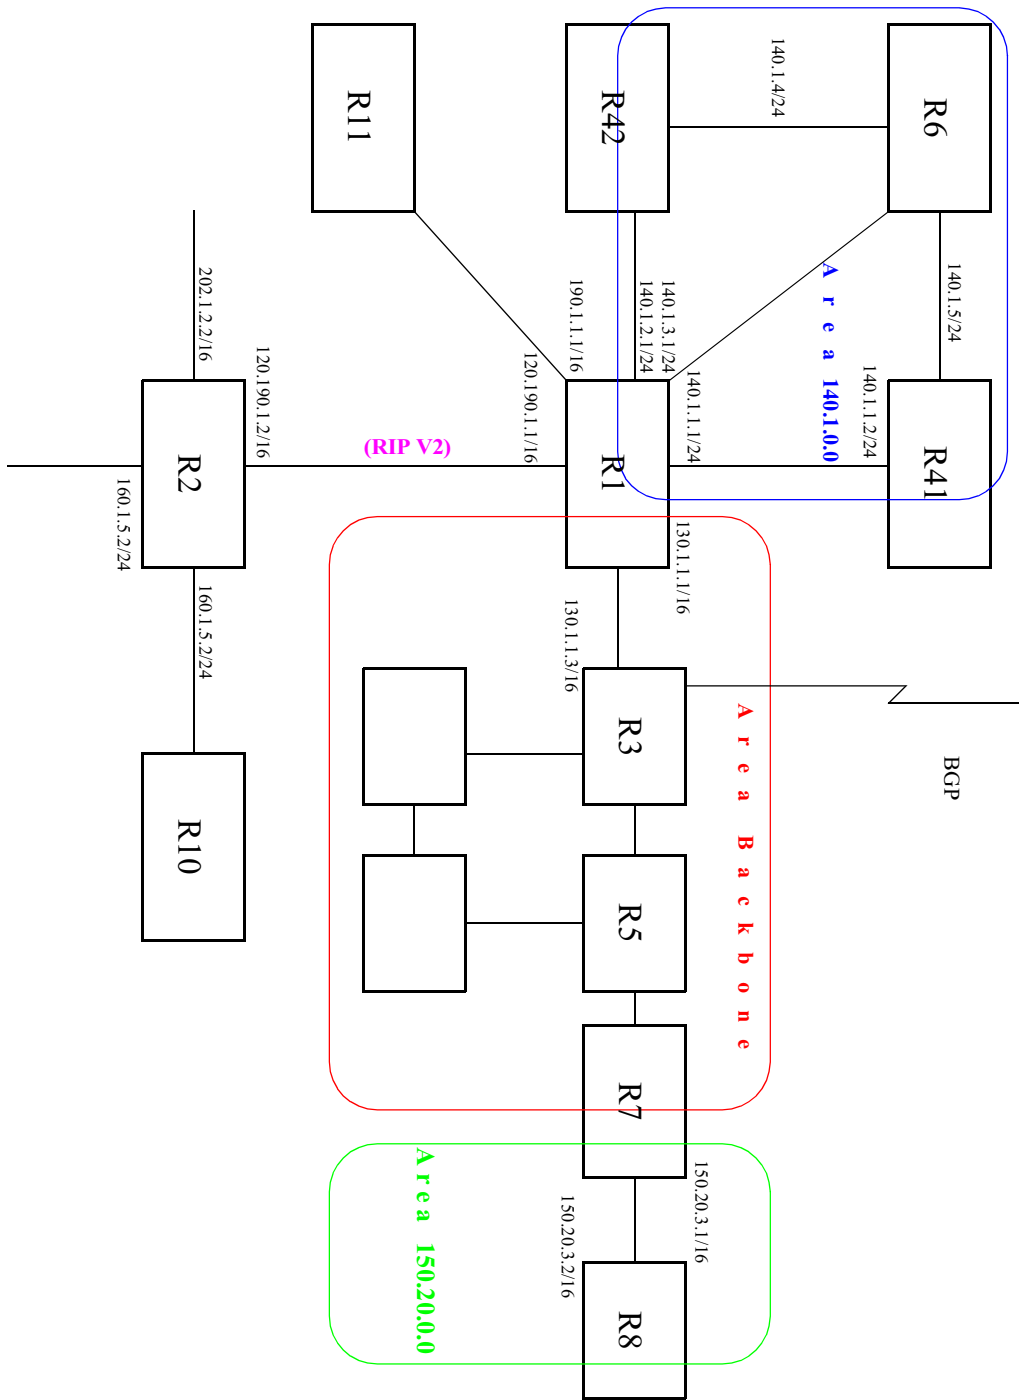 R6
140.1.4/24
R42
R11
140.1.5/24
Area 140.1.0.0
140.1.1.2/24
R41
140.1.1.1/24
140.1.3.1/24
140.1.2.1/24
190.1.1.1/16
R1
120.190.1.1/16
(RIP V2)
202.1.2.2/16
120.190.1.2/16
R2
160.1.5.2/24
160.1.5.2/24
R10
130.1.1.1/16
130.1.1.3/16
R3
BGP
Area Backbone
R5
R7
150.20.3.1/16
150.20.3.2/16
Area 150.20.0.0
R8